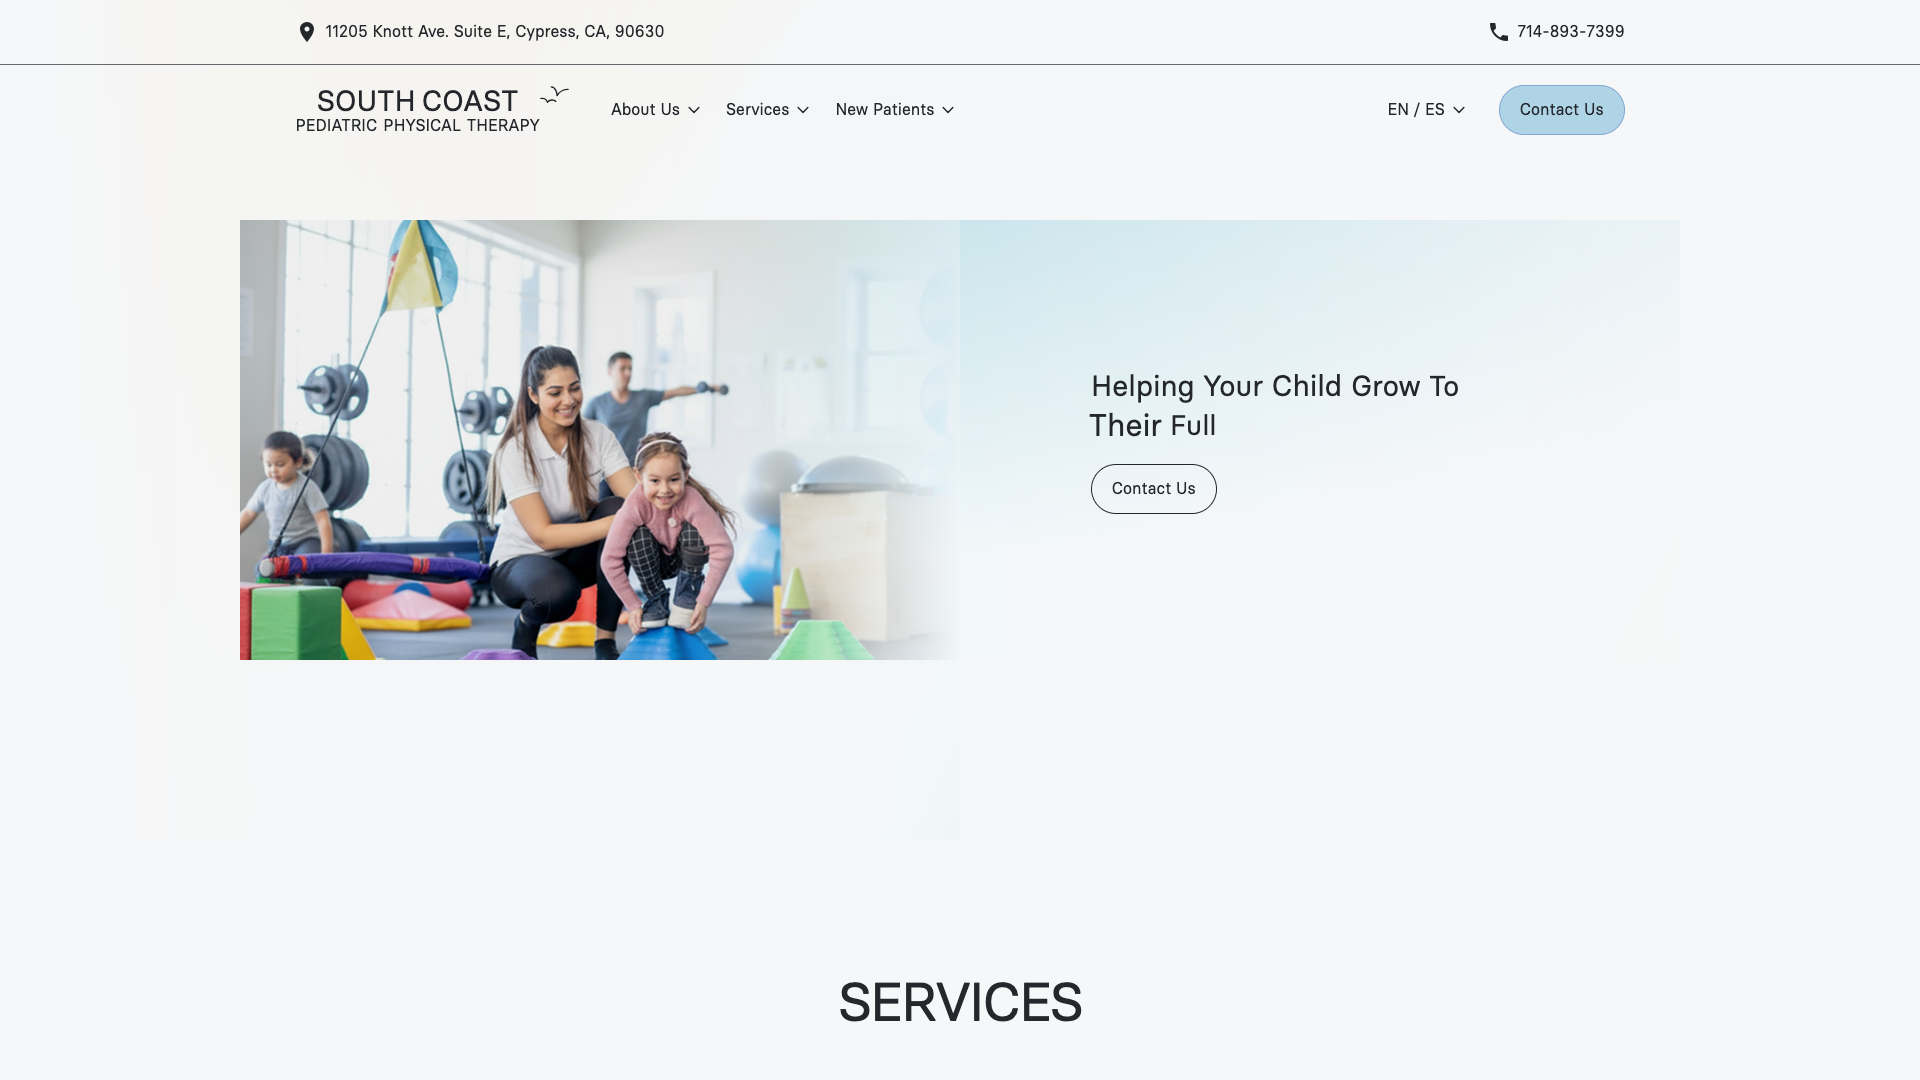 11205 Knott Ave. Suite E, Cypress, CA, 90630
714-893-7399
SOUTH COAST
PEDIATRIC PHYSICAL THERAPY
About Us
Services
New Patients
EN / ES
Contact Us
Helping Your Child Grow To
Their Full
Contact Us
SERVICES